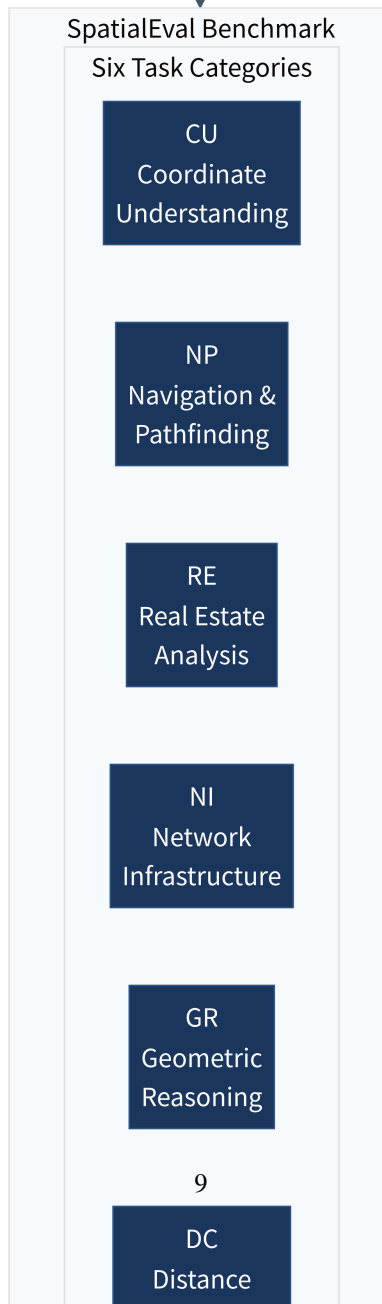 SpatialEval Benchmark
Six Task Categories
CU
Coordinate
Understanding
NP
Navigation &
Pathfinding
RE
Real Estate
Analysis
NI
Network
Infrastructure
GR
Geometric
Reasoning
9
DC
Distance